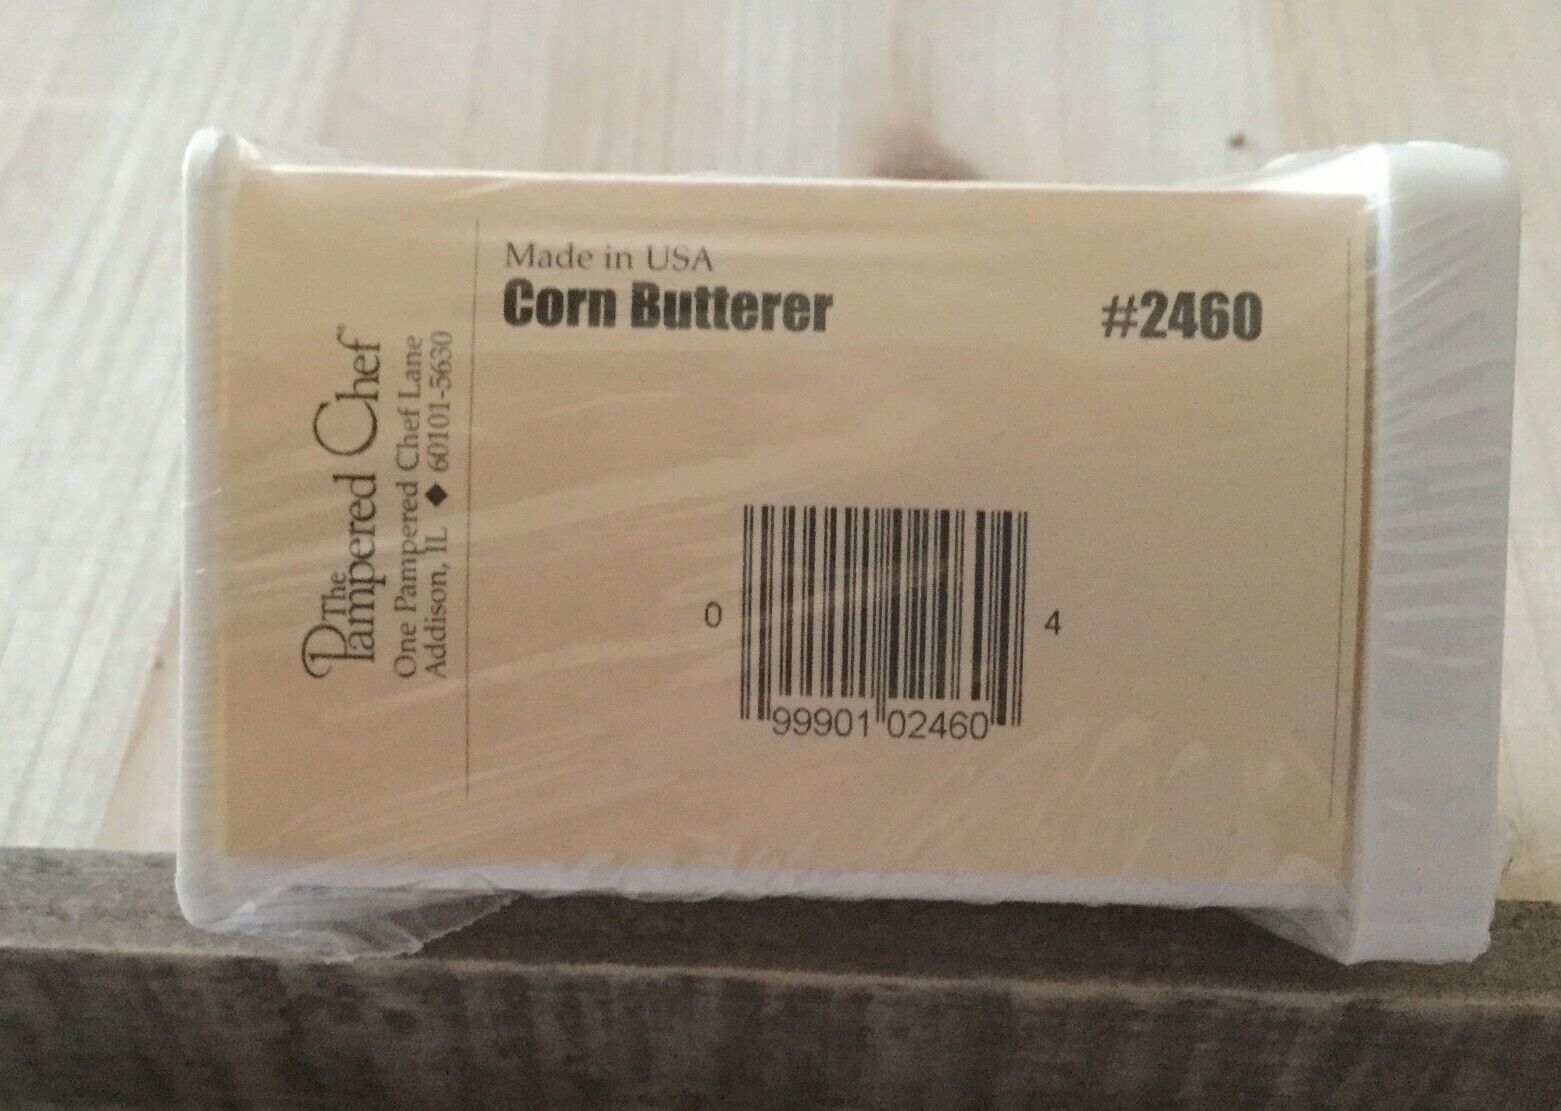 The
Pampered Chef
One Pampered Chef Lane
Addison, IL ◆ 60101-5630
Made in USA
Corn Butterer #2460
0 99901 02460 4